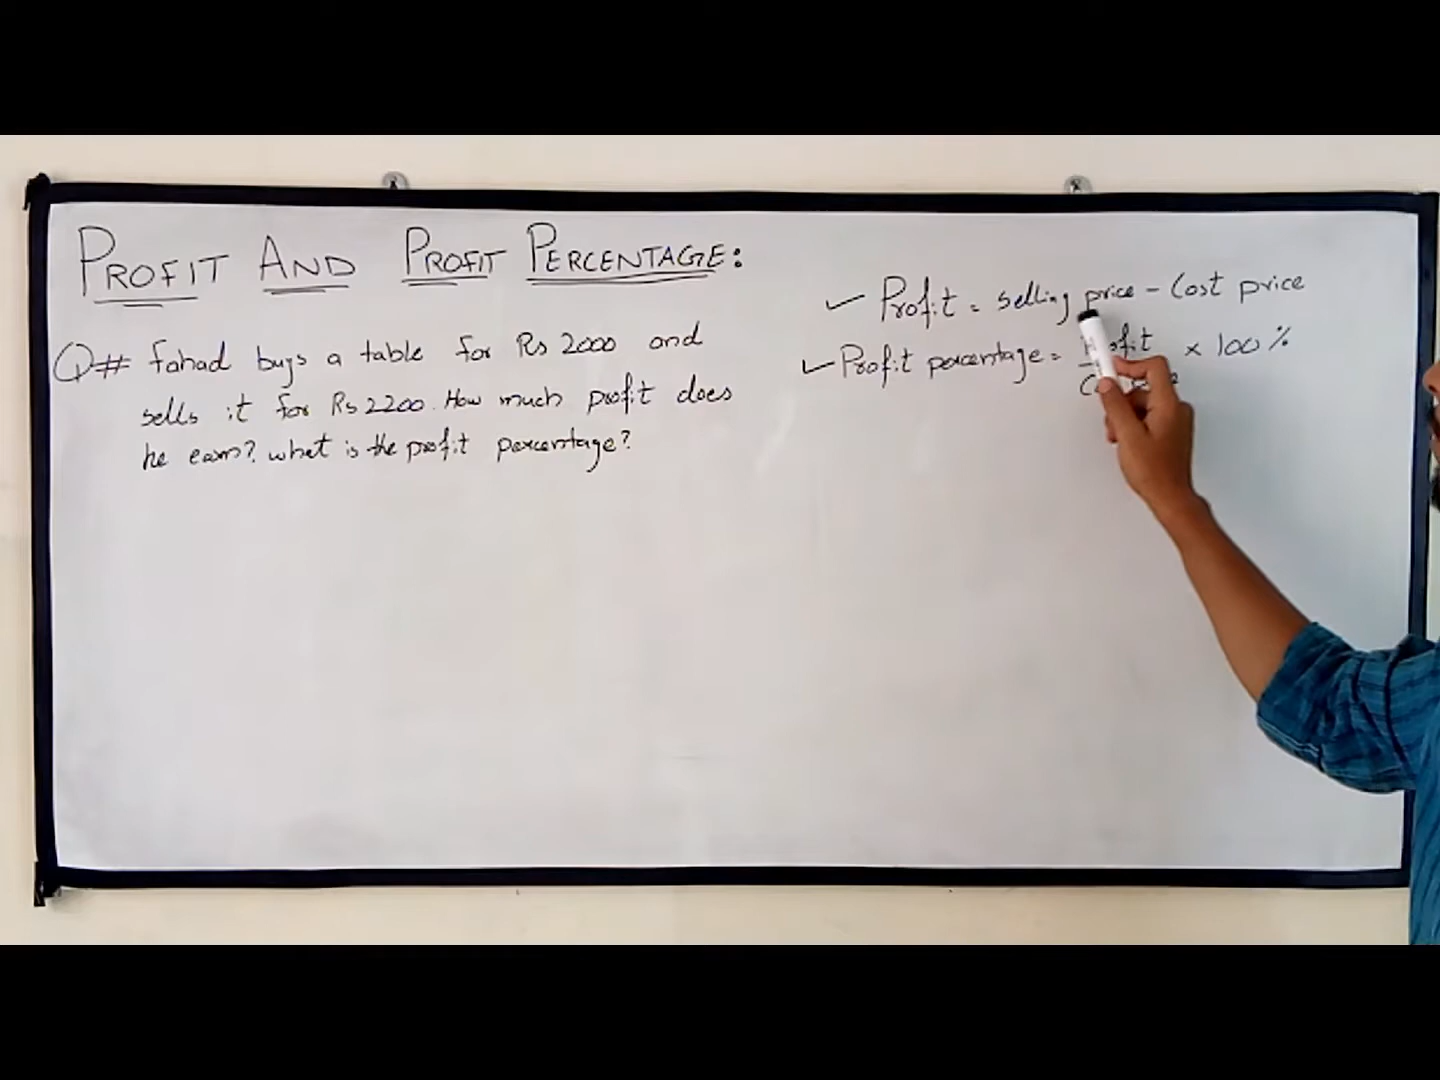 PROFIT AND PROFIT PERCENTAGE:
Q# Fahad buys a table for Rs 2000 and
sells it for Rs 2200. How much profit does
he earn? what is the profit percentage?
Profit = selling price - Cost price
Profit percentage = Profit × 100 %